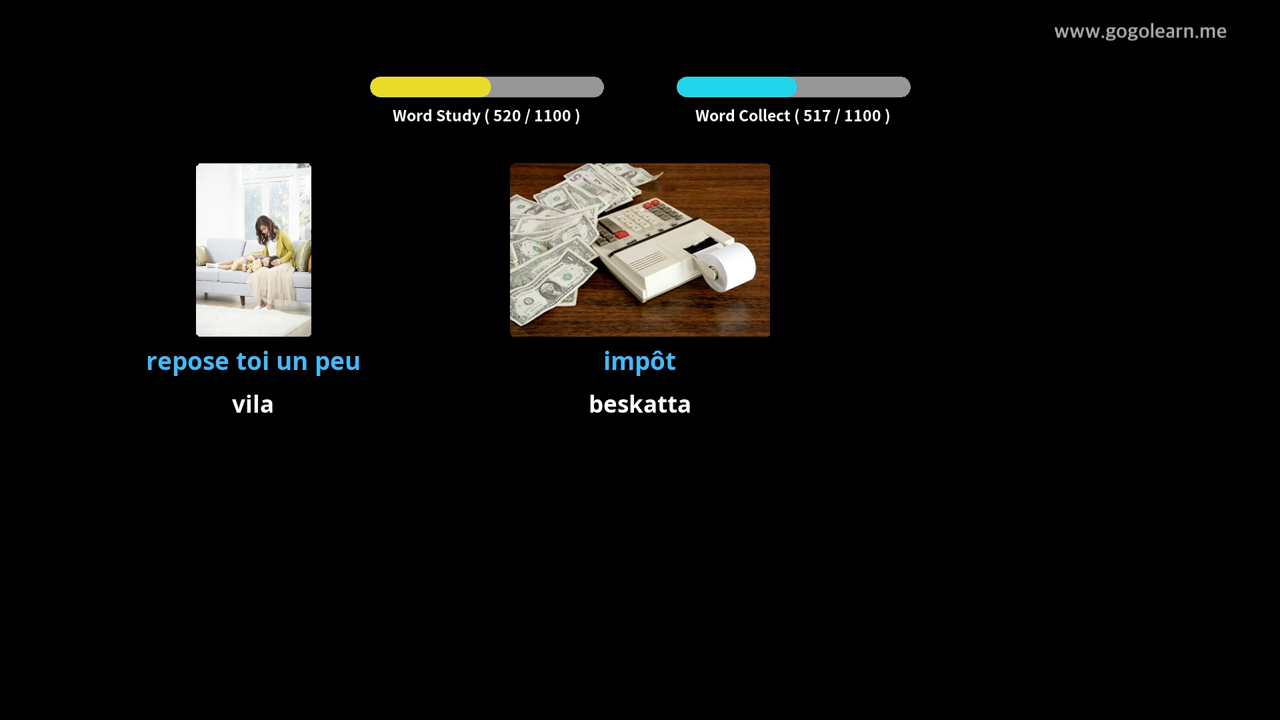 www.gogolearn.me
Word Study ( 520 / 1100 )
Word Collect ( 517 / 1100 )
repose toi un peu
vila
impôt
beskatta